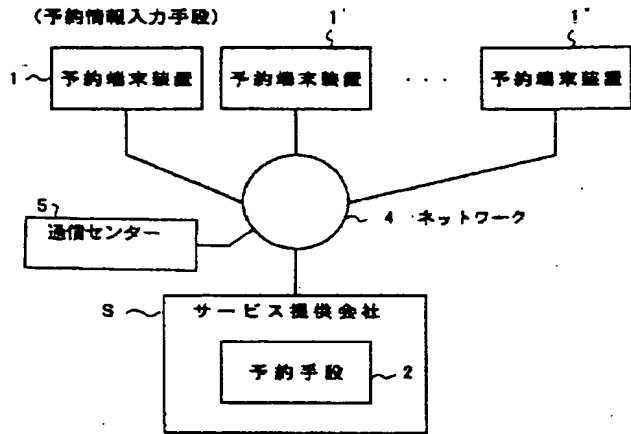 (予約情報入力手段)
1 予約端末装置
1' 予約端末装置
. . .
1" 予約端末装置
5 通信センター
4 ネットワーク
S サービス提供会社
予約手段 2